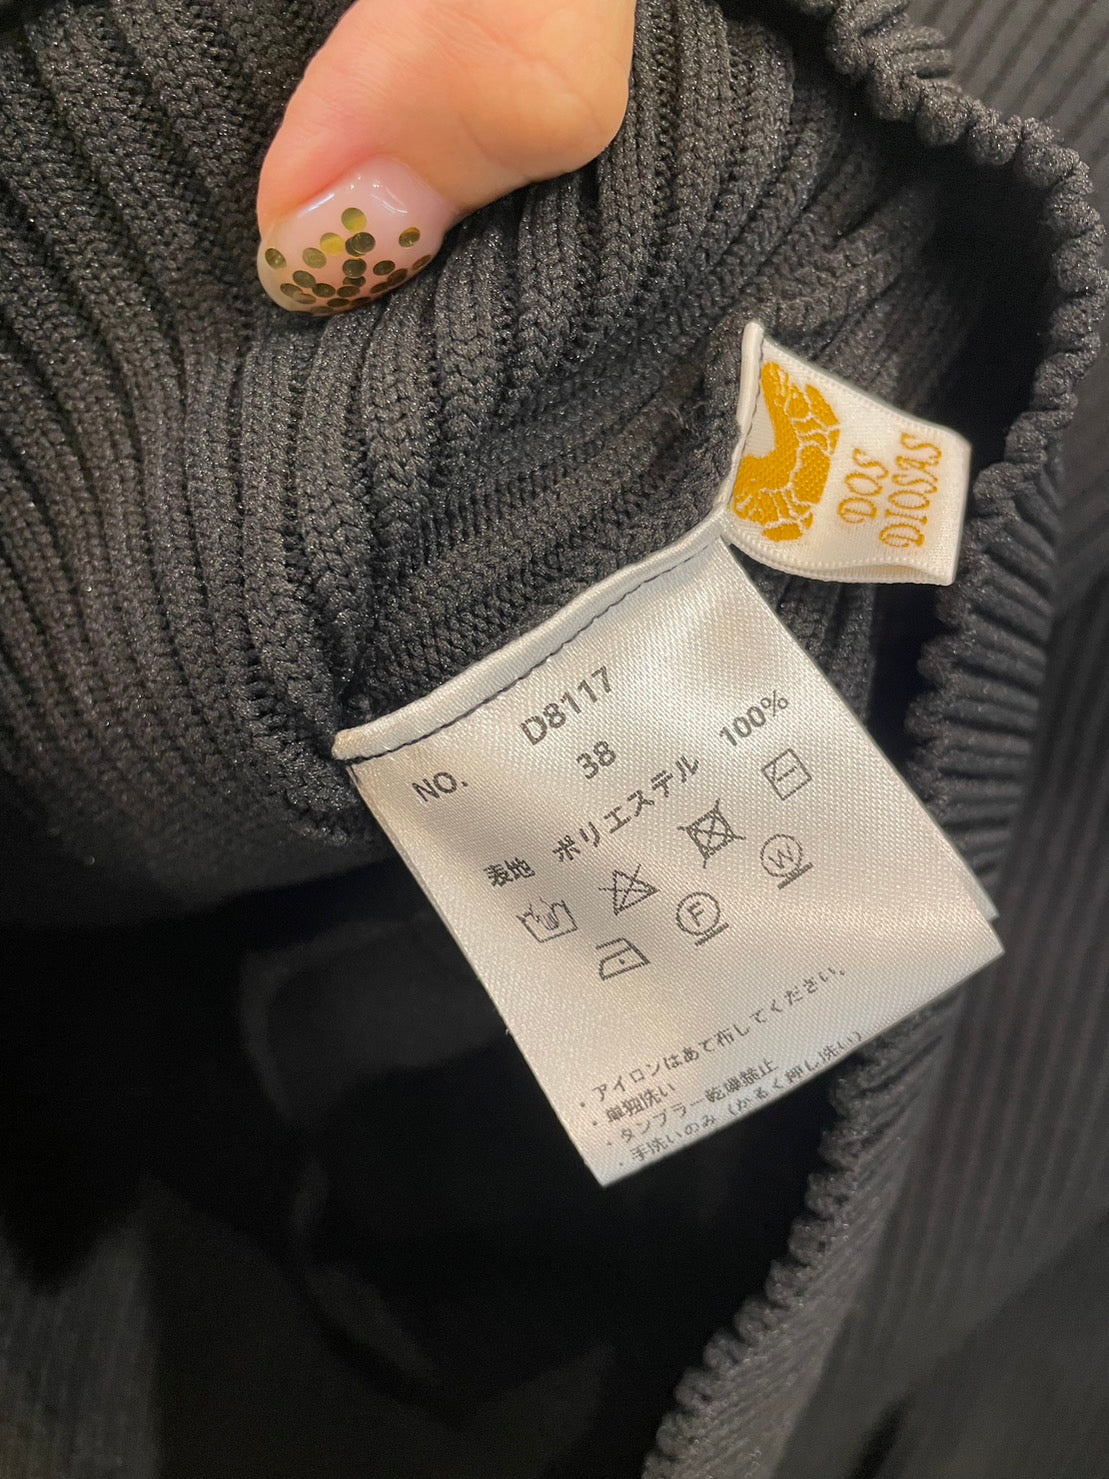 DOS
DIOSAS
NO. D8117
38
表地 ポリエステル 100%
F W
・アイロンはあて布してください。
・単独洗い
・タンブラー乾燥禁止
・手洗いのみ（かるく押し洗い）